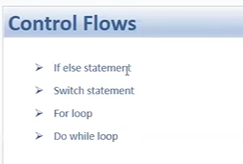 Control Flows
If else statement
Switch statement
For loop
Do while loop